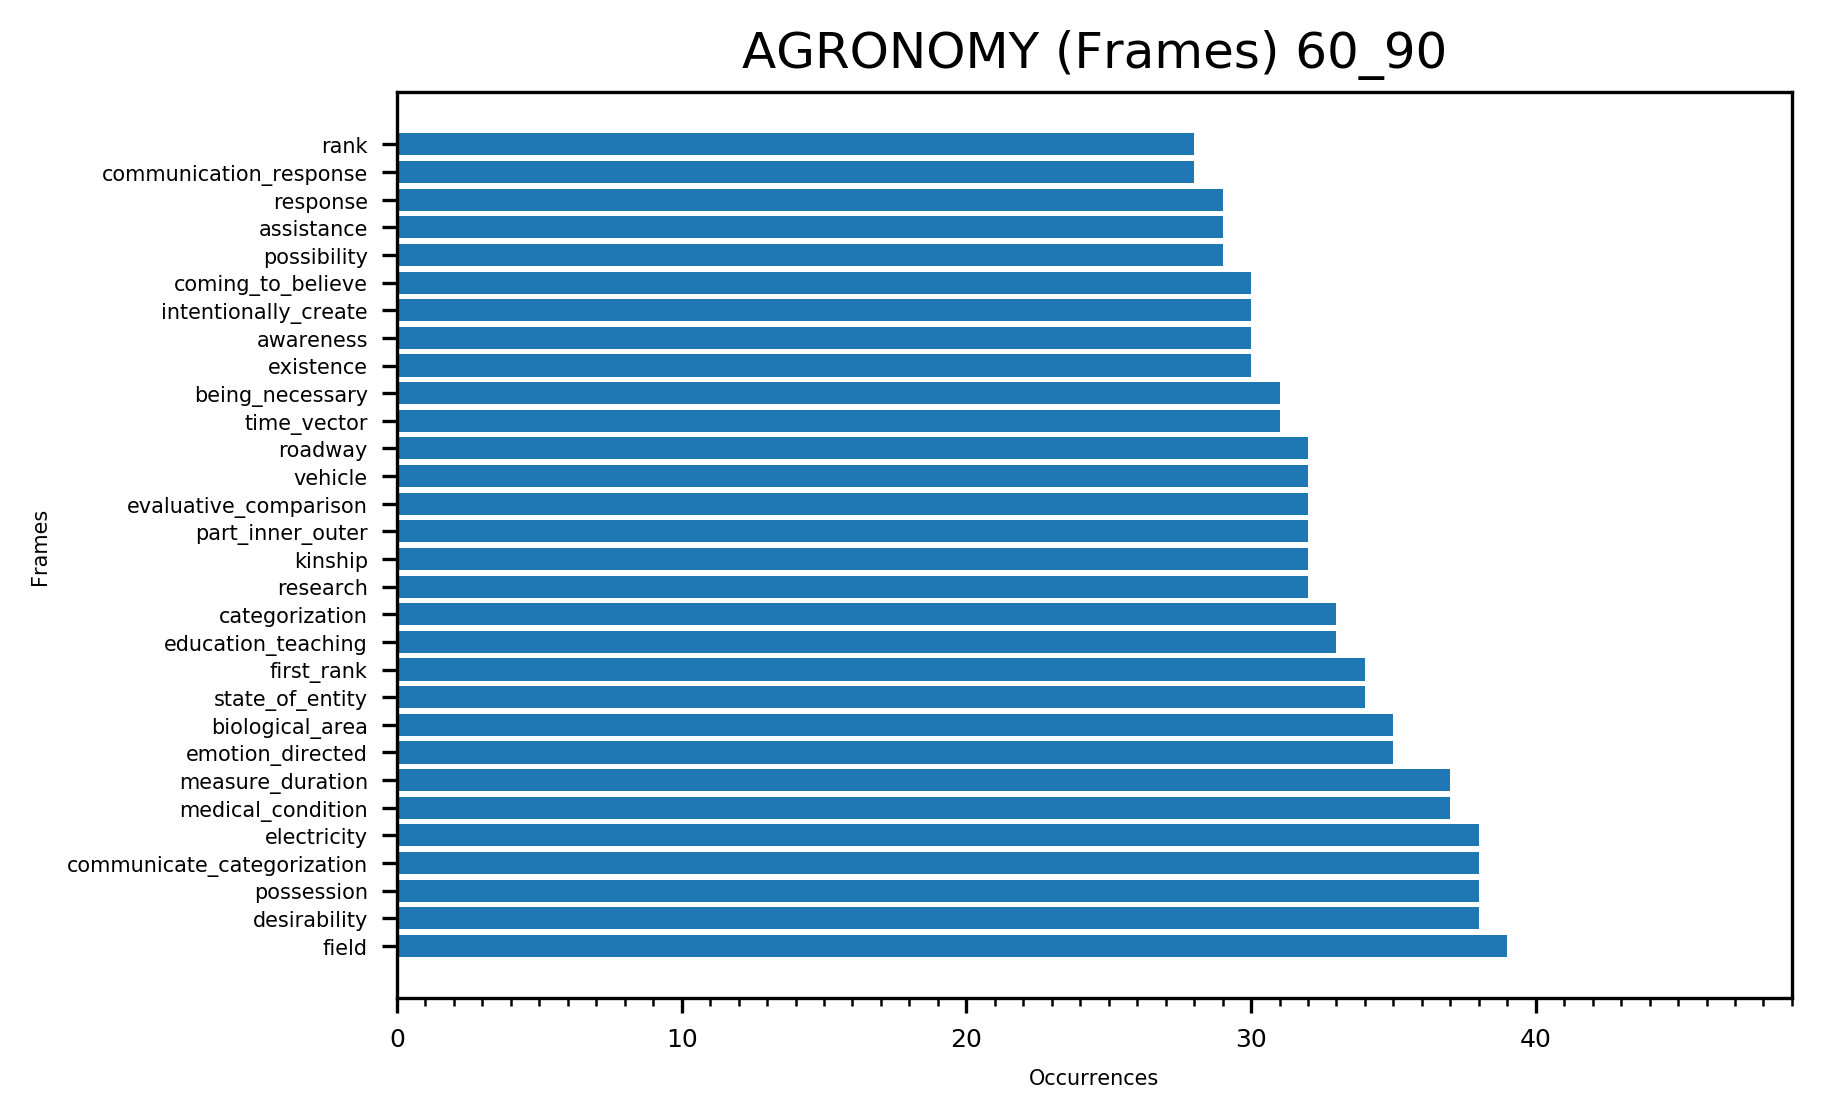 AGRONOMY (Frames) 60_90
rank
communication_response
response
assistance
possibility
coming_to_believe
intentionally_create
awareness
existence
being_necessary
time_vector
roadway
vehicle
evaluative_comparison
part_inner_outer
kinship
research
categorization
education_teaching
first_rank
state_of_entity
biological_area
emotion_directed
measure_duration
medical_condition
electricity
communicate_categorization
possession
desirability
field
Frames
0 10 20 30 40
Occurrences